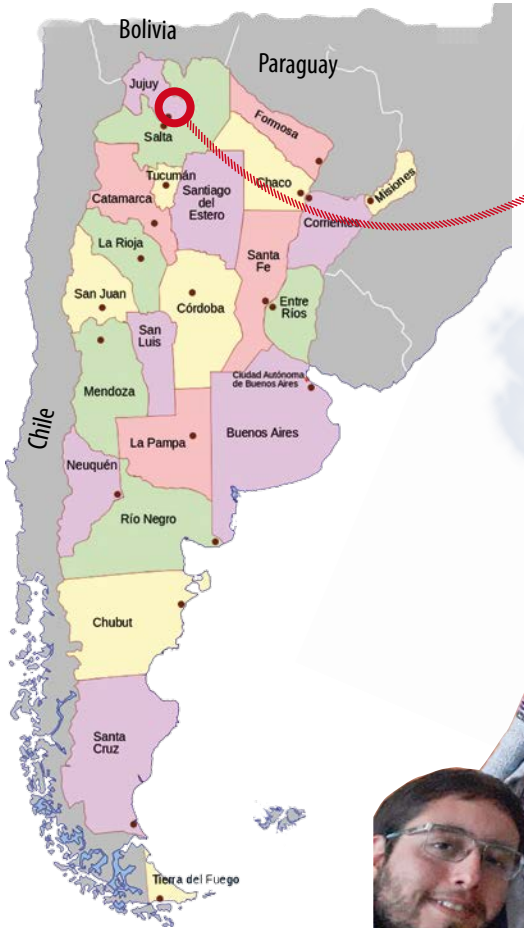 Bolivia
Paraguay
Jujuy
Formosa
Salta
Tucumán
Chaco
Misiones
Catamarca
Santiago
del
Estero
Corrientes
La Rioja
Santa
Fe
San Juan
Córdoba
Entre
Ríos
San
Luis
Ciudad Autónoma
de Buenos Aires
Mendoza
Chile
Buenos Aires
La Pampa
Neuquén
Río Negro
Chubut
Santa
Cruz
Tierra del Fuego